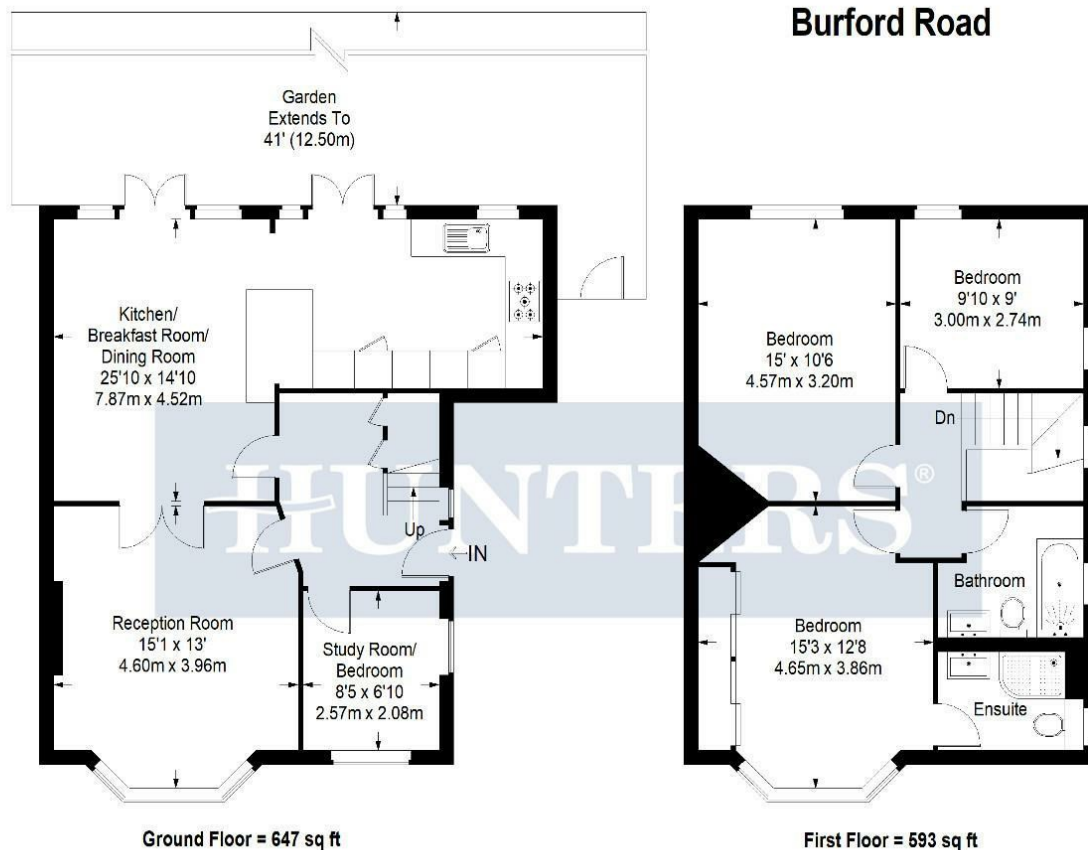 Burford Road
Garden
Extends To
41' (12.50m)
Kitchen/
Breakfast Room/
Dining Room
25'10 x 14'10
7.87m x 4.52m
Bedroom
15' x 10'6
4.57m x 3.20m
Bedroom
9'10 x 9'
3.00m x 2.74m
Dn
HUNTERS®
Up
IN
Reception Room
15'1 x 13'
4.60m x 3.96m
Study Room/
Bedroom
8'5 x 6'10
2.57m x 2.08m
Bedroom
15'3 x 12'8
4.65m x 3.86m
Bathroom
Ensuite
Ground Floor = 647 sq ft
First Floor = 593 sq ft